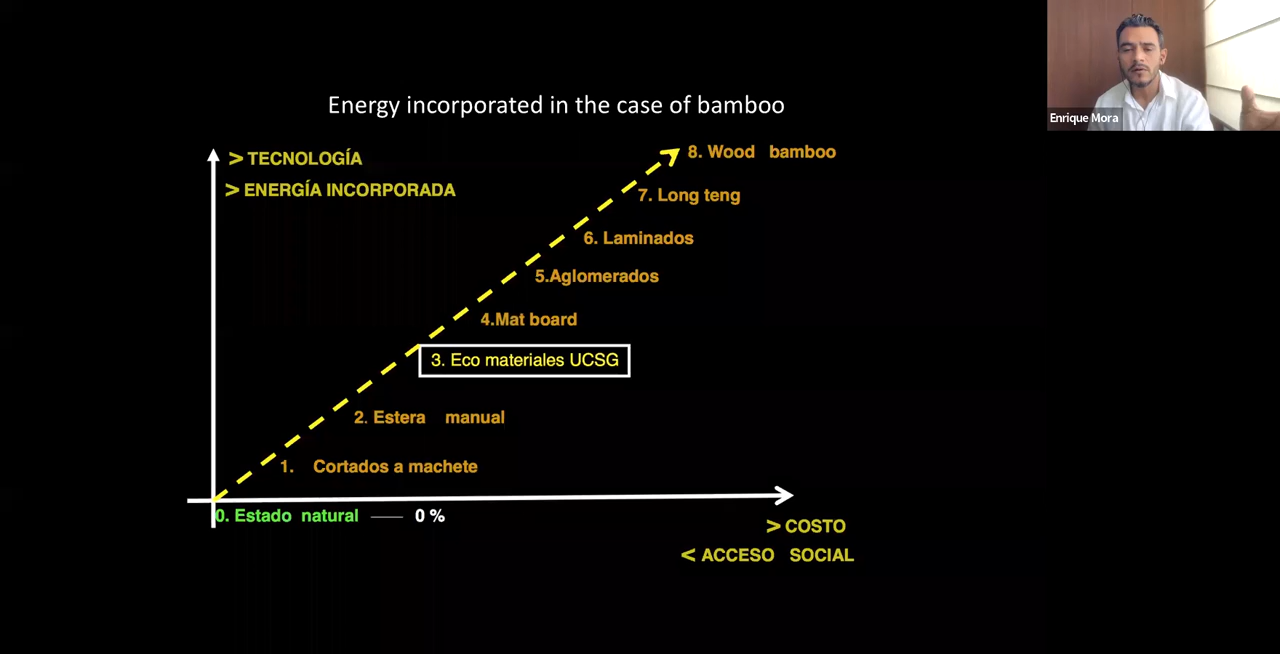 Energy incorporated in the case of bamboo
Enrique Mora
> TECNOLOGÍA
> ENERGÍA INCORPORADA
8. Wood bamboo
7. Long teng
6. Laminados
5.Aglomerados
4.Mat board
3. Eco materiales UCSG
2. Estera manual
1. Cortados a machete
0. Estado natural —— 0 %
> COSTO
< ACCESO SOCIAL